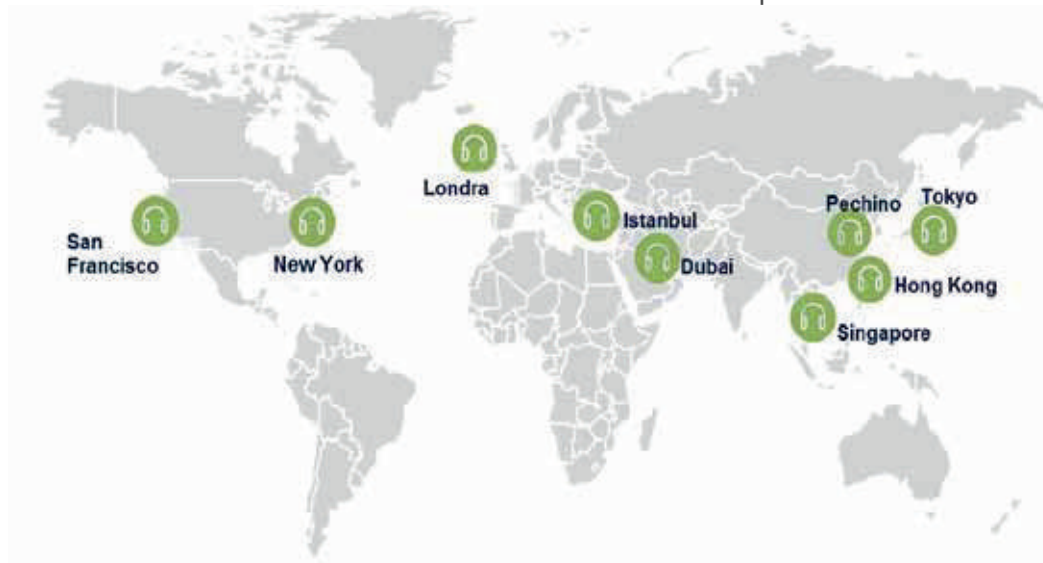 Londra
San
Francisco
New York
Istanbul
Dubai
Pechino
Tokyo
Hong Kong
Singapore